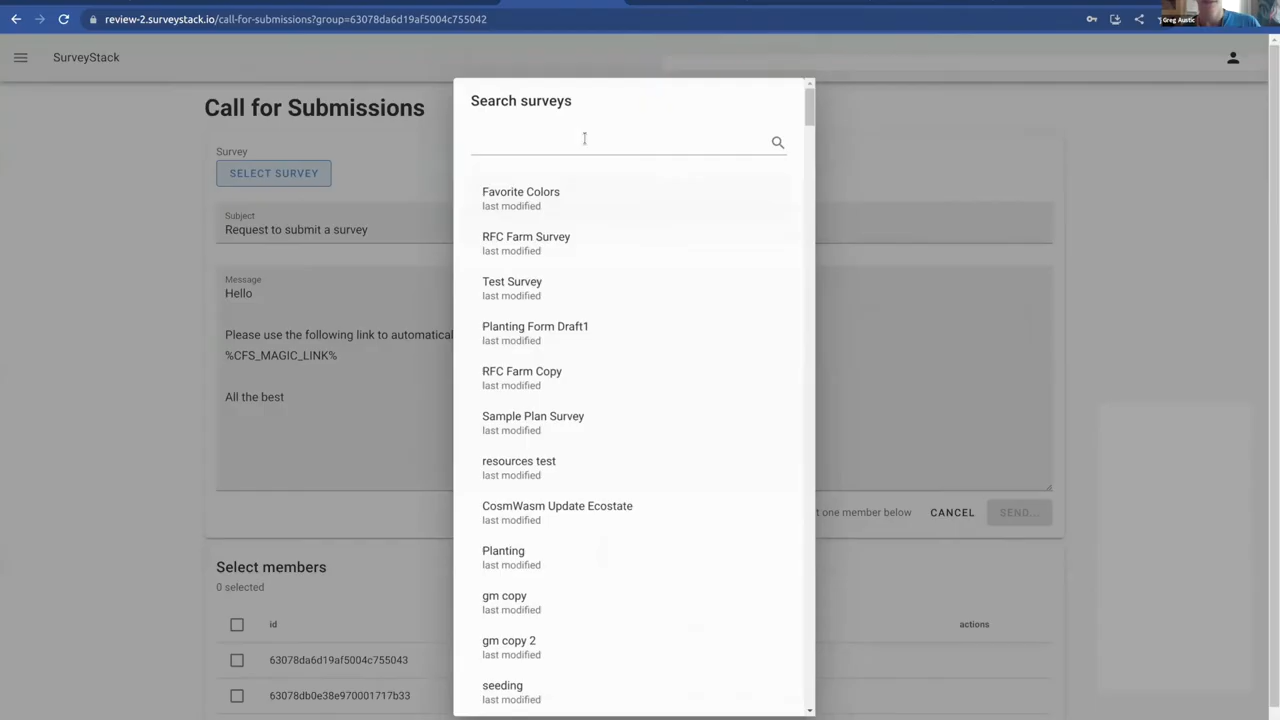 review-2.surveystack.io/call-for-submissions?group=63078da6d19af5004c755042
Greg Austic
SurveyStack
Call for Submissions
Survey
SELECT SURVEY
Subject
Request to submit a survey
Message
Hello
Please use the following link to automatical
%CFS_MAGIC_LINK%
All the best
t one member below
CANCEL
SEND...
Select members
0 selected
id
actions
63078da6d19af5004c755043
63078db0e38e970001717b33
Search surveys
Favorite Colors
last modified
RFC Farm Survey
last modified
Test Survey
last modified
Planting Form Draft1
last modified
RFC Farm Copy
last modified
Sample Plan Survey
last modified
resources test
last modified
CosmWasm Update Ecostate
last modified
Planting
last modified
gm copy
last modified
gm copy 2
last modified
seeding
last modified